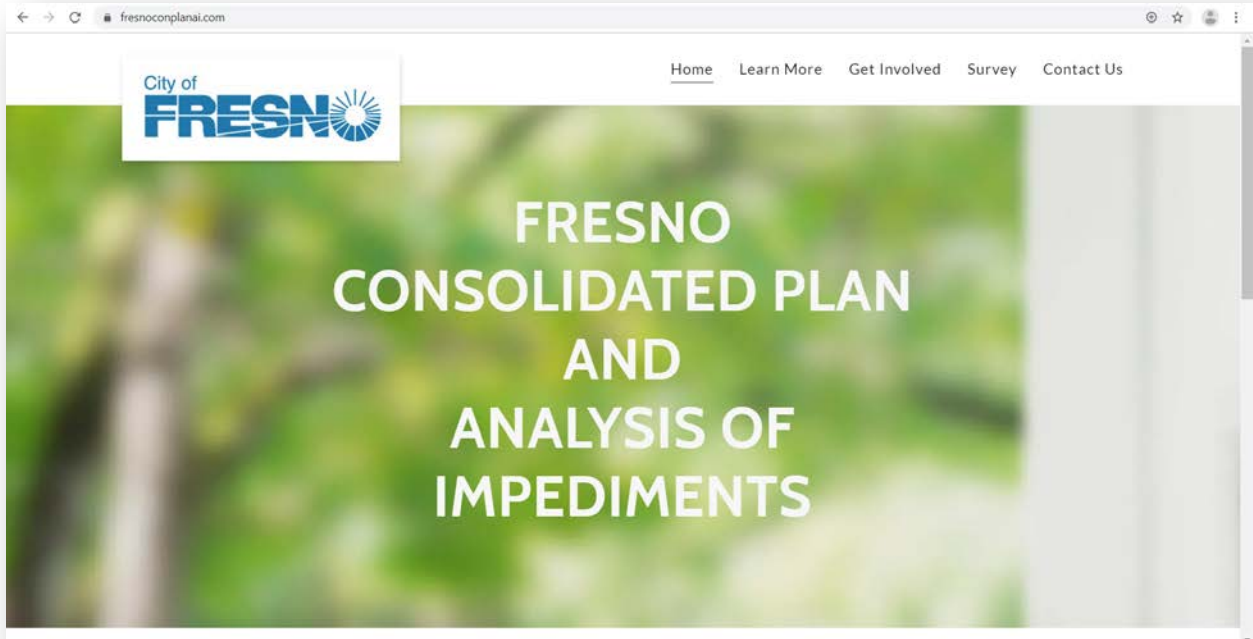 fresnoconplanai.com
City of
FRESNO
Home Learn More Get Involved Survey Contact Us
FRESNO
CONSOLIDATED PLAN
AND
ANALYSIS OF
IMPEDIMENTS